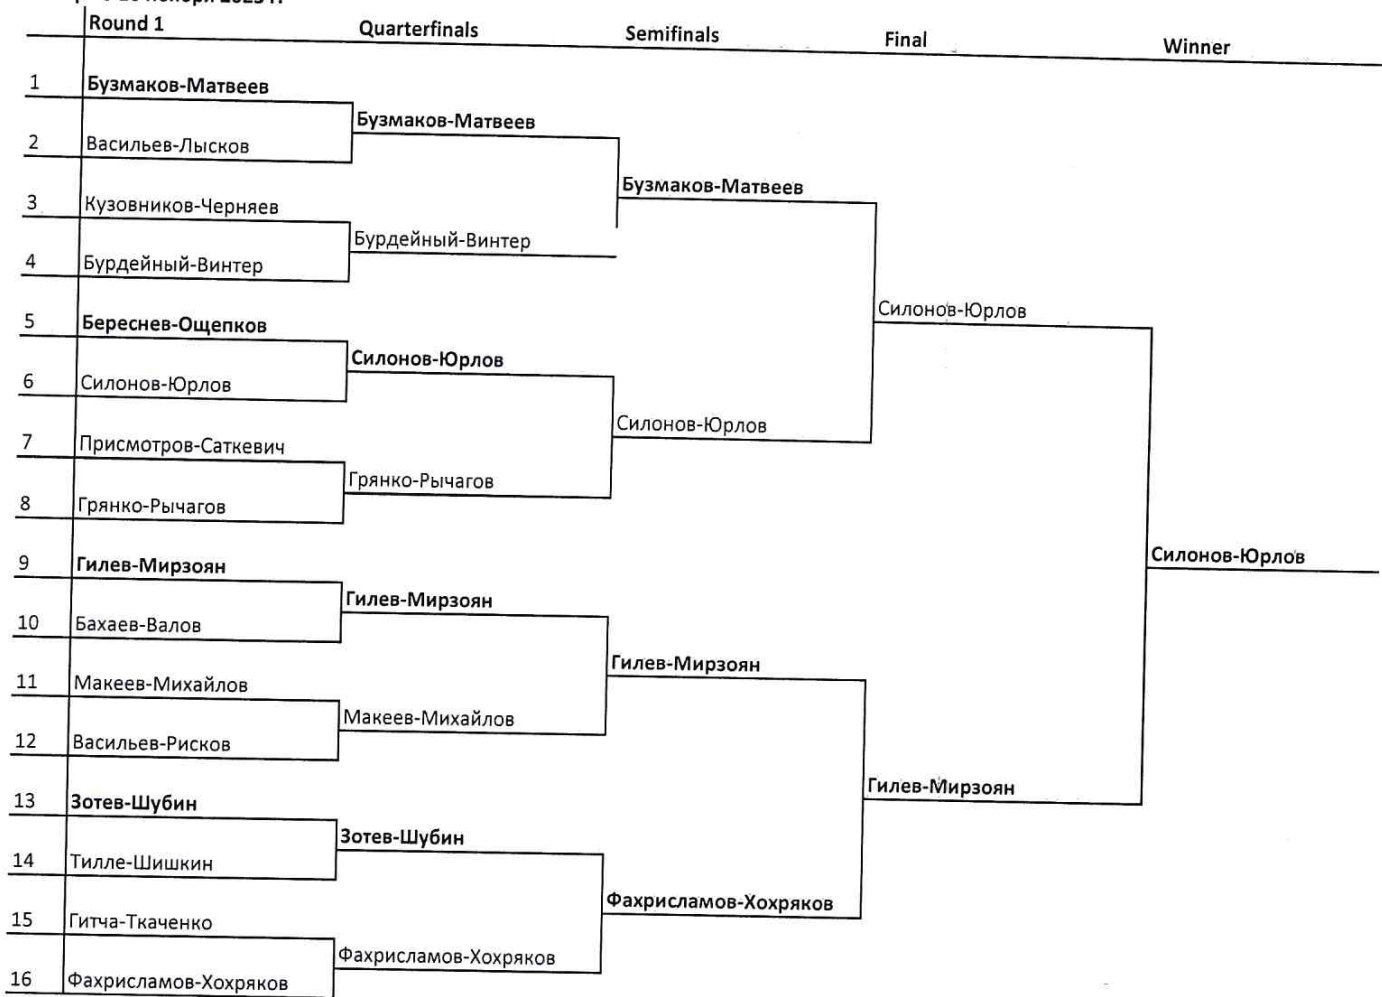 Round 1 Quarterfinals Semifinals Final Winner
1 Бузмаков-Матвеев
Бузмаков-Матвеев
2 Васильев-Лысков
Бузмаков-Матвеев
3 Кузовников-Черняев
Бурдейный-Винтер
4 Бурдейный-Винтер
Силонов-Юрлов
5 Береснев-Ощепков
Силонов-Юрлов
6 Силонов-Юрлов
Силонов-Юрлов
7 Присмотров-Саткевич
Грянко-Рычагов
8 Грянко-Рычагов
Силонов-Юрлов
9 Гилев-Мирзоян
Гилев-Мирзоян
10 Бахаев-Валов
Гилев-Мирзоян
11 Макеев-Михайлов
Макеев-Михайлов
12 Васильев-Рисков
Гилев-Мирзоян
13 Зотев-Шубин
Зотев-Шубин
14 Тилле-Шишкин
Фахрисламов-Хохряков
15 Гитча-Ткаченко
Фахрисламов-Хохряков
16 Фахрисламов-Хохряков